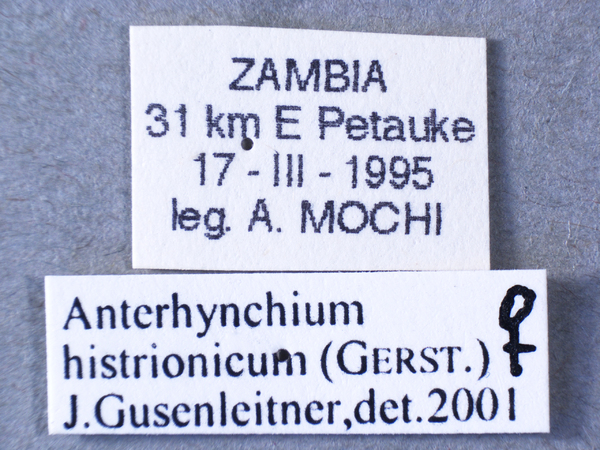 ZAMBIA
31 km E Petauke
17 - III - 1995
leg. A. MOCHI
Anterhynchium
histrionicum (GERST.) ♀
J.Gusenleitner,det.2001